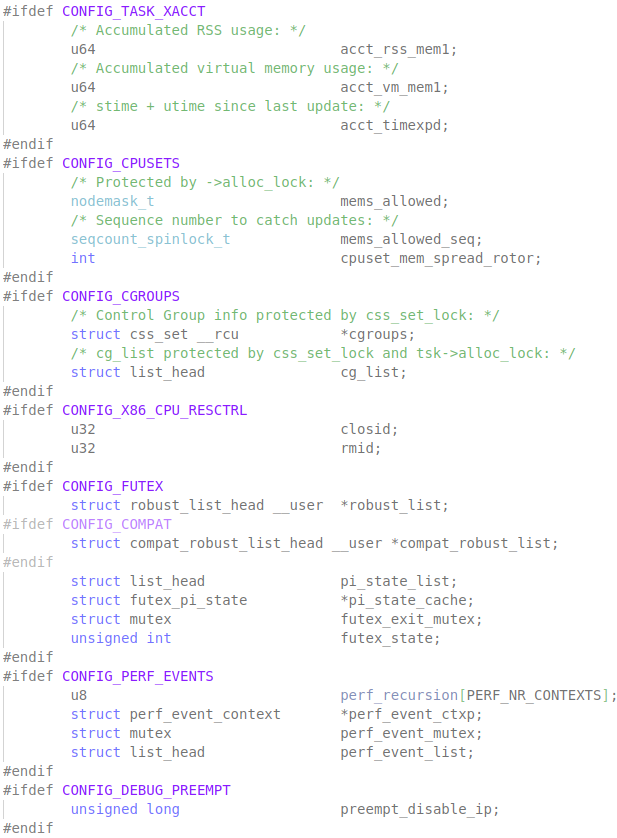 #ifdef CONFIG_TASK_XACCT
/* Accumulated RSS usage: */
u64 acct_rss_mem1;
/* Accumulated virtual memory usage: */
u64 acct_vm_mem1;
/* stime + utime since last update: */
u64 acct_timexpd;
#endif
#ifdef CONFIG_CPUSETS
/* Protected by ->alloc_lock: */
nodemask_t mems_allowed;
/* Sequence number to catch updates: */
seqcount_spinlock_t mems_allowed_seq;
int cpuset_mem_spread_rotor;
#endif
#ifdef CONFIG_CGROUPS
/* Control Group info protected by css_set_lock: */
struct css_set __rcu *cgroups;
/* cg_list protected by css_set_lock and tsk->alloc_lock: */
struct list_head cg_list;
#endif
#ifdef CONFIG_X86_CPU_RESCTRL
u32 closid;
u32 rmid;
#endif
#ifdef CONFIG_FUTEX
struct robust_list_head __user *robust_list;
#ifdef CONFIG_COMPAT
struct compat_robust_list_head __user *compat_robust_list;
#endif
struct list_head pi_state_list;
struct futex_pi_state *pi_state_cache;
struct mutex futex_exit_mutex;
unsigned int futex_state;
#endif
#ifdef CONFIG_PERF_EVENTS
u8 perf_recursion[PERF_NR_CONTEXTS];
struct perf_event_context *perf_event_ctxp;
struct mutex perf_event_mutex;
struct list_head perf_event_list;
#endif
#ifdef CONFIG_DEBUG_PREEMPT
unsigned long preempt_disable_ip;
#endif